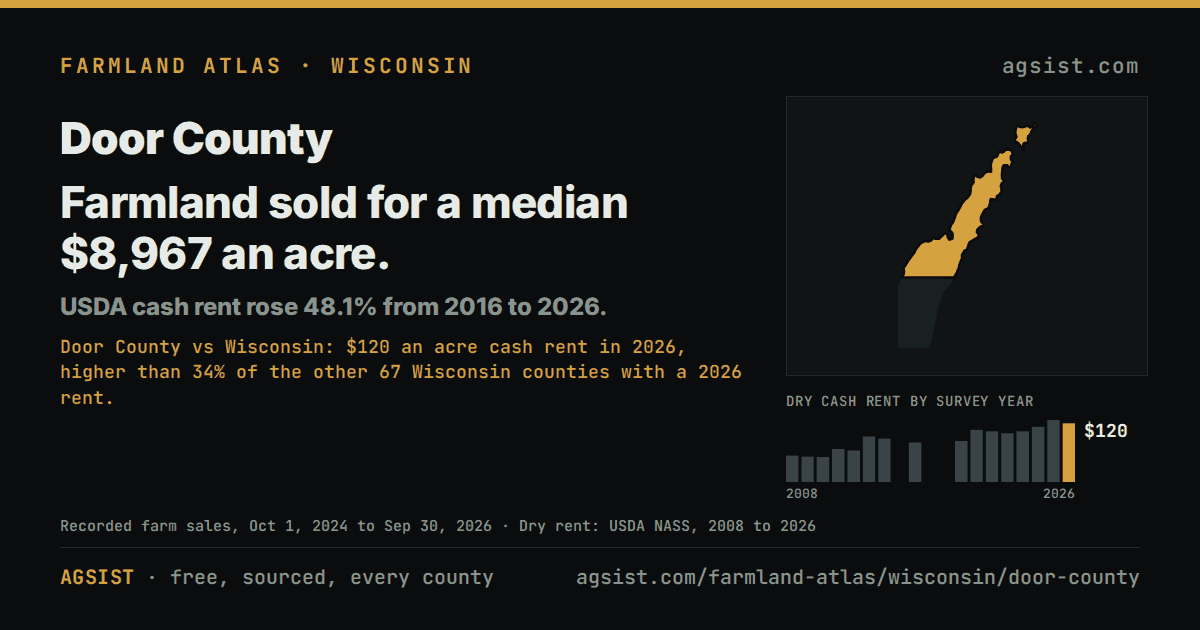 FARMLAND ATLAS · WISCONSIN
agsist.com
Door County
Farmland sold for a median
$8,967 an acre.
USDA cash rent rose 48.1% from 2016 to 2026.
Door County vs Wisconsin: $120 an acre cash rent in 2026,
higher than 34% of the other 67 Wisconsin counties with a 2026
rent.
DRY CASH RENT BY SURVEY YEAR
$120
2008
2026
Recorded farm sales, Oct 1, 2024 to Sep 30, 2026 · Dry rent: USDA NASS, 2008 to 2026
AGSIST · free, sourced, every county
agsist.com/farmland-atlas/wisconsin/door-county